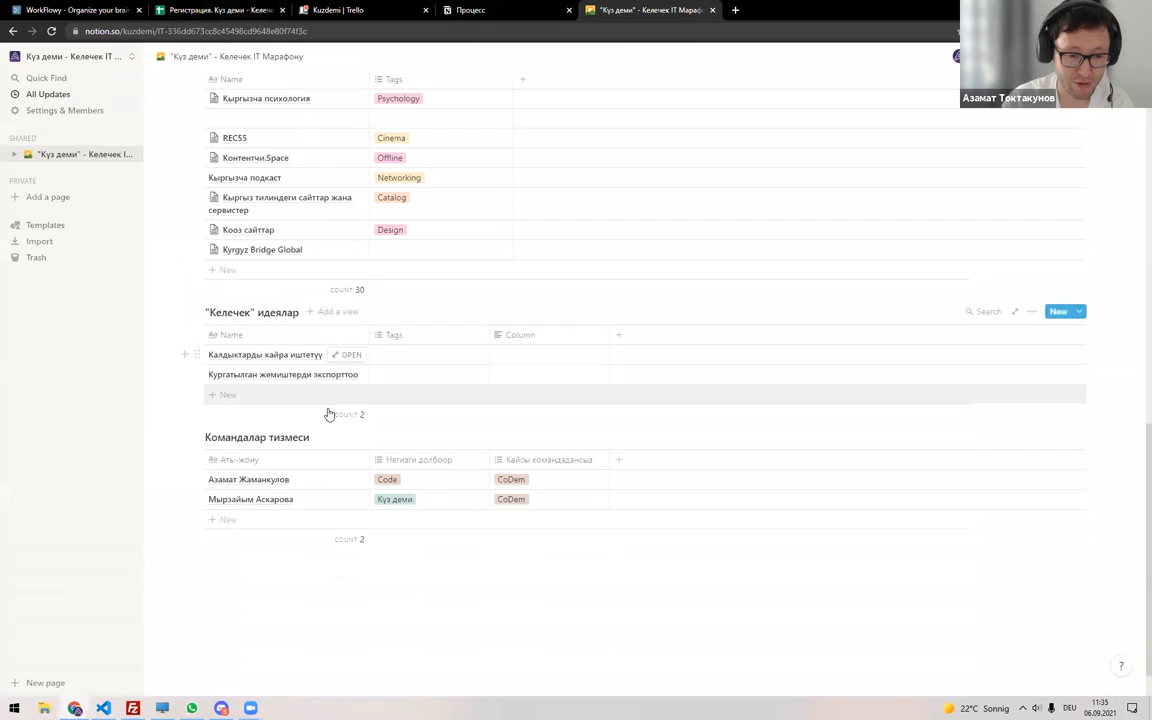 WorkFlowy - Organize your brai
Регистрация. Күз деми - Келече
Kuzdemi | Trello
Процесс
"Күз деми" - Келечек IT Мараф
notion.so/kuzdemi/IT-336dd673cc8c45498cd9648e80f74f3c
Күз деми - Келечек IT ...
"Күз деми" - Келечек IT Марафону
Азамат Токтакунов
Quick Find
All Updates
Settings & Members
SHARED
"Күз деми" - Келечек I...
PRIVATE
Add a page
Templates
Import
Trash
New page
Name Tags
Кыргызча психология Psychology
REC55 Cinema
Контентчи.Space Offline
Кыргызча подкаст Networking
Кыргыз тилиндеги сайттар жана Catalog
сервистер
Кооз сайттар Design
Kyrgyz Bridge Global
New
COUNT 30
"Келечек" идеялар Add a view Search New
Name Tags Column
Калдыктарды кайра иштетүү OPEN
Кургатылган жемиштерди экспорттоо
New
COUNT 2
Командалар тизмеси
Аты-жөнү Негизги долбоор Кайсы командадансыз
Азамат Жаманкулов Code CoDem
Мырзайым Аскарова Күз деми CoDem
New
COUNT 2
?
22°C Sonnig DEU 11:35
06.09.2021